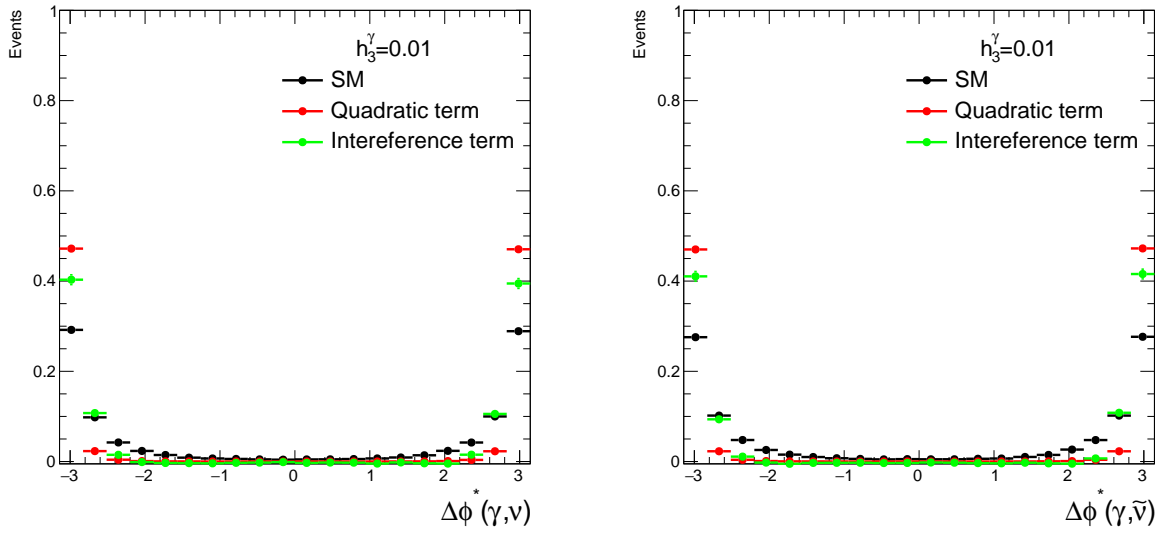 Events
1
0.8
0.6
0.4
0.2
0
h₃^γ=0.01
SM
Quadratic term
Intereference term
−3 −2 −1 0 1 2 3
Δϕ*(γ,ν)
Events
1
0.8
0.6
0.4
0.2
0
h₃^γ=0.01
SM
Quadratic term
Intereference term
−3 −2 −1 0 1 2 3
Δϕ*(γ,ν̃)